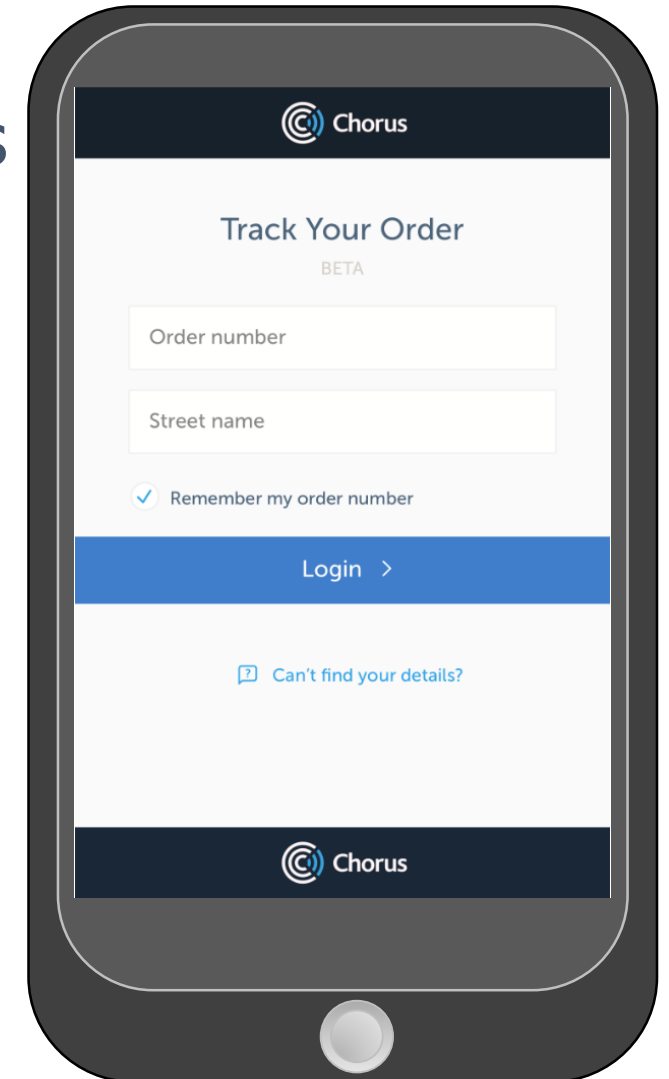 Chorus
Track Your Order
BETA
Order number
Street name
Remember my order number
Login >
Can't find your details?
Chorus